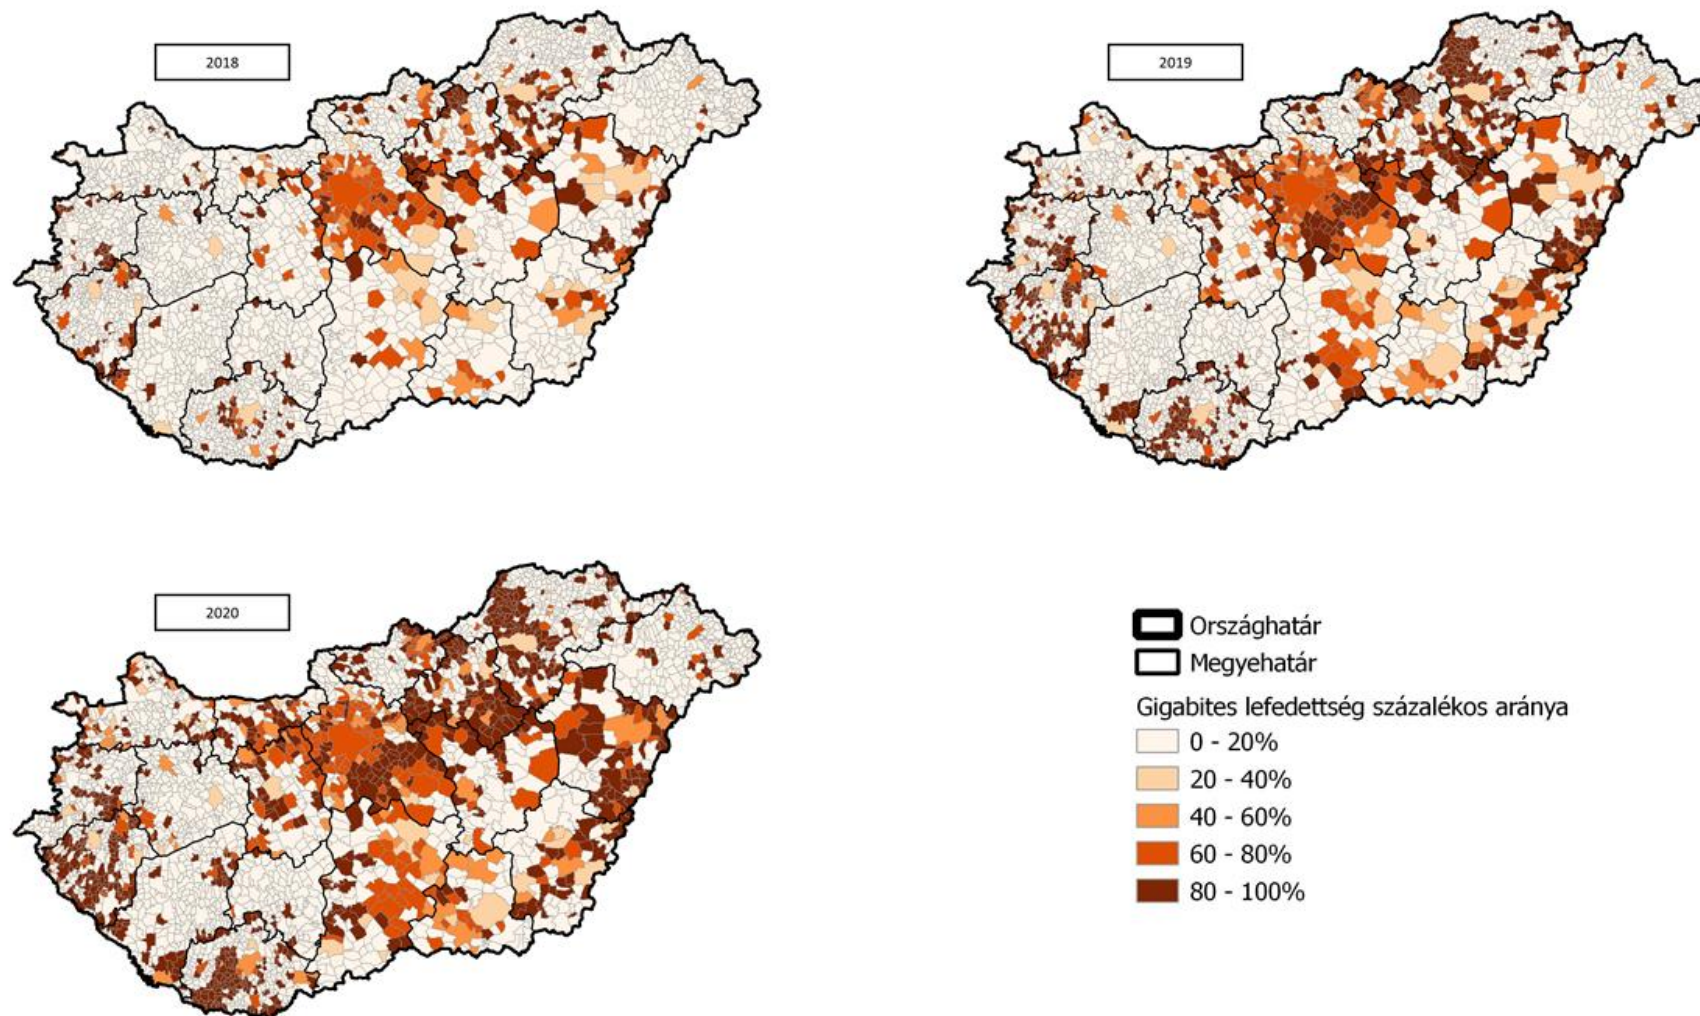 2018
2019
2020
Országhatár
Megyehatár
Gigabites lefedettség százalékos aránya
0 - 20%
20 - 40%
40 - 60%
60 - 80%
80 - 100%